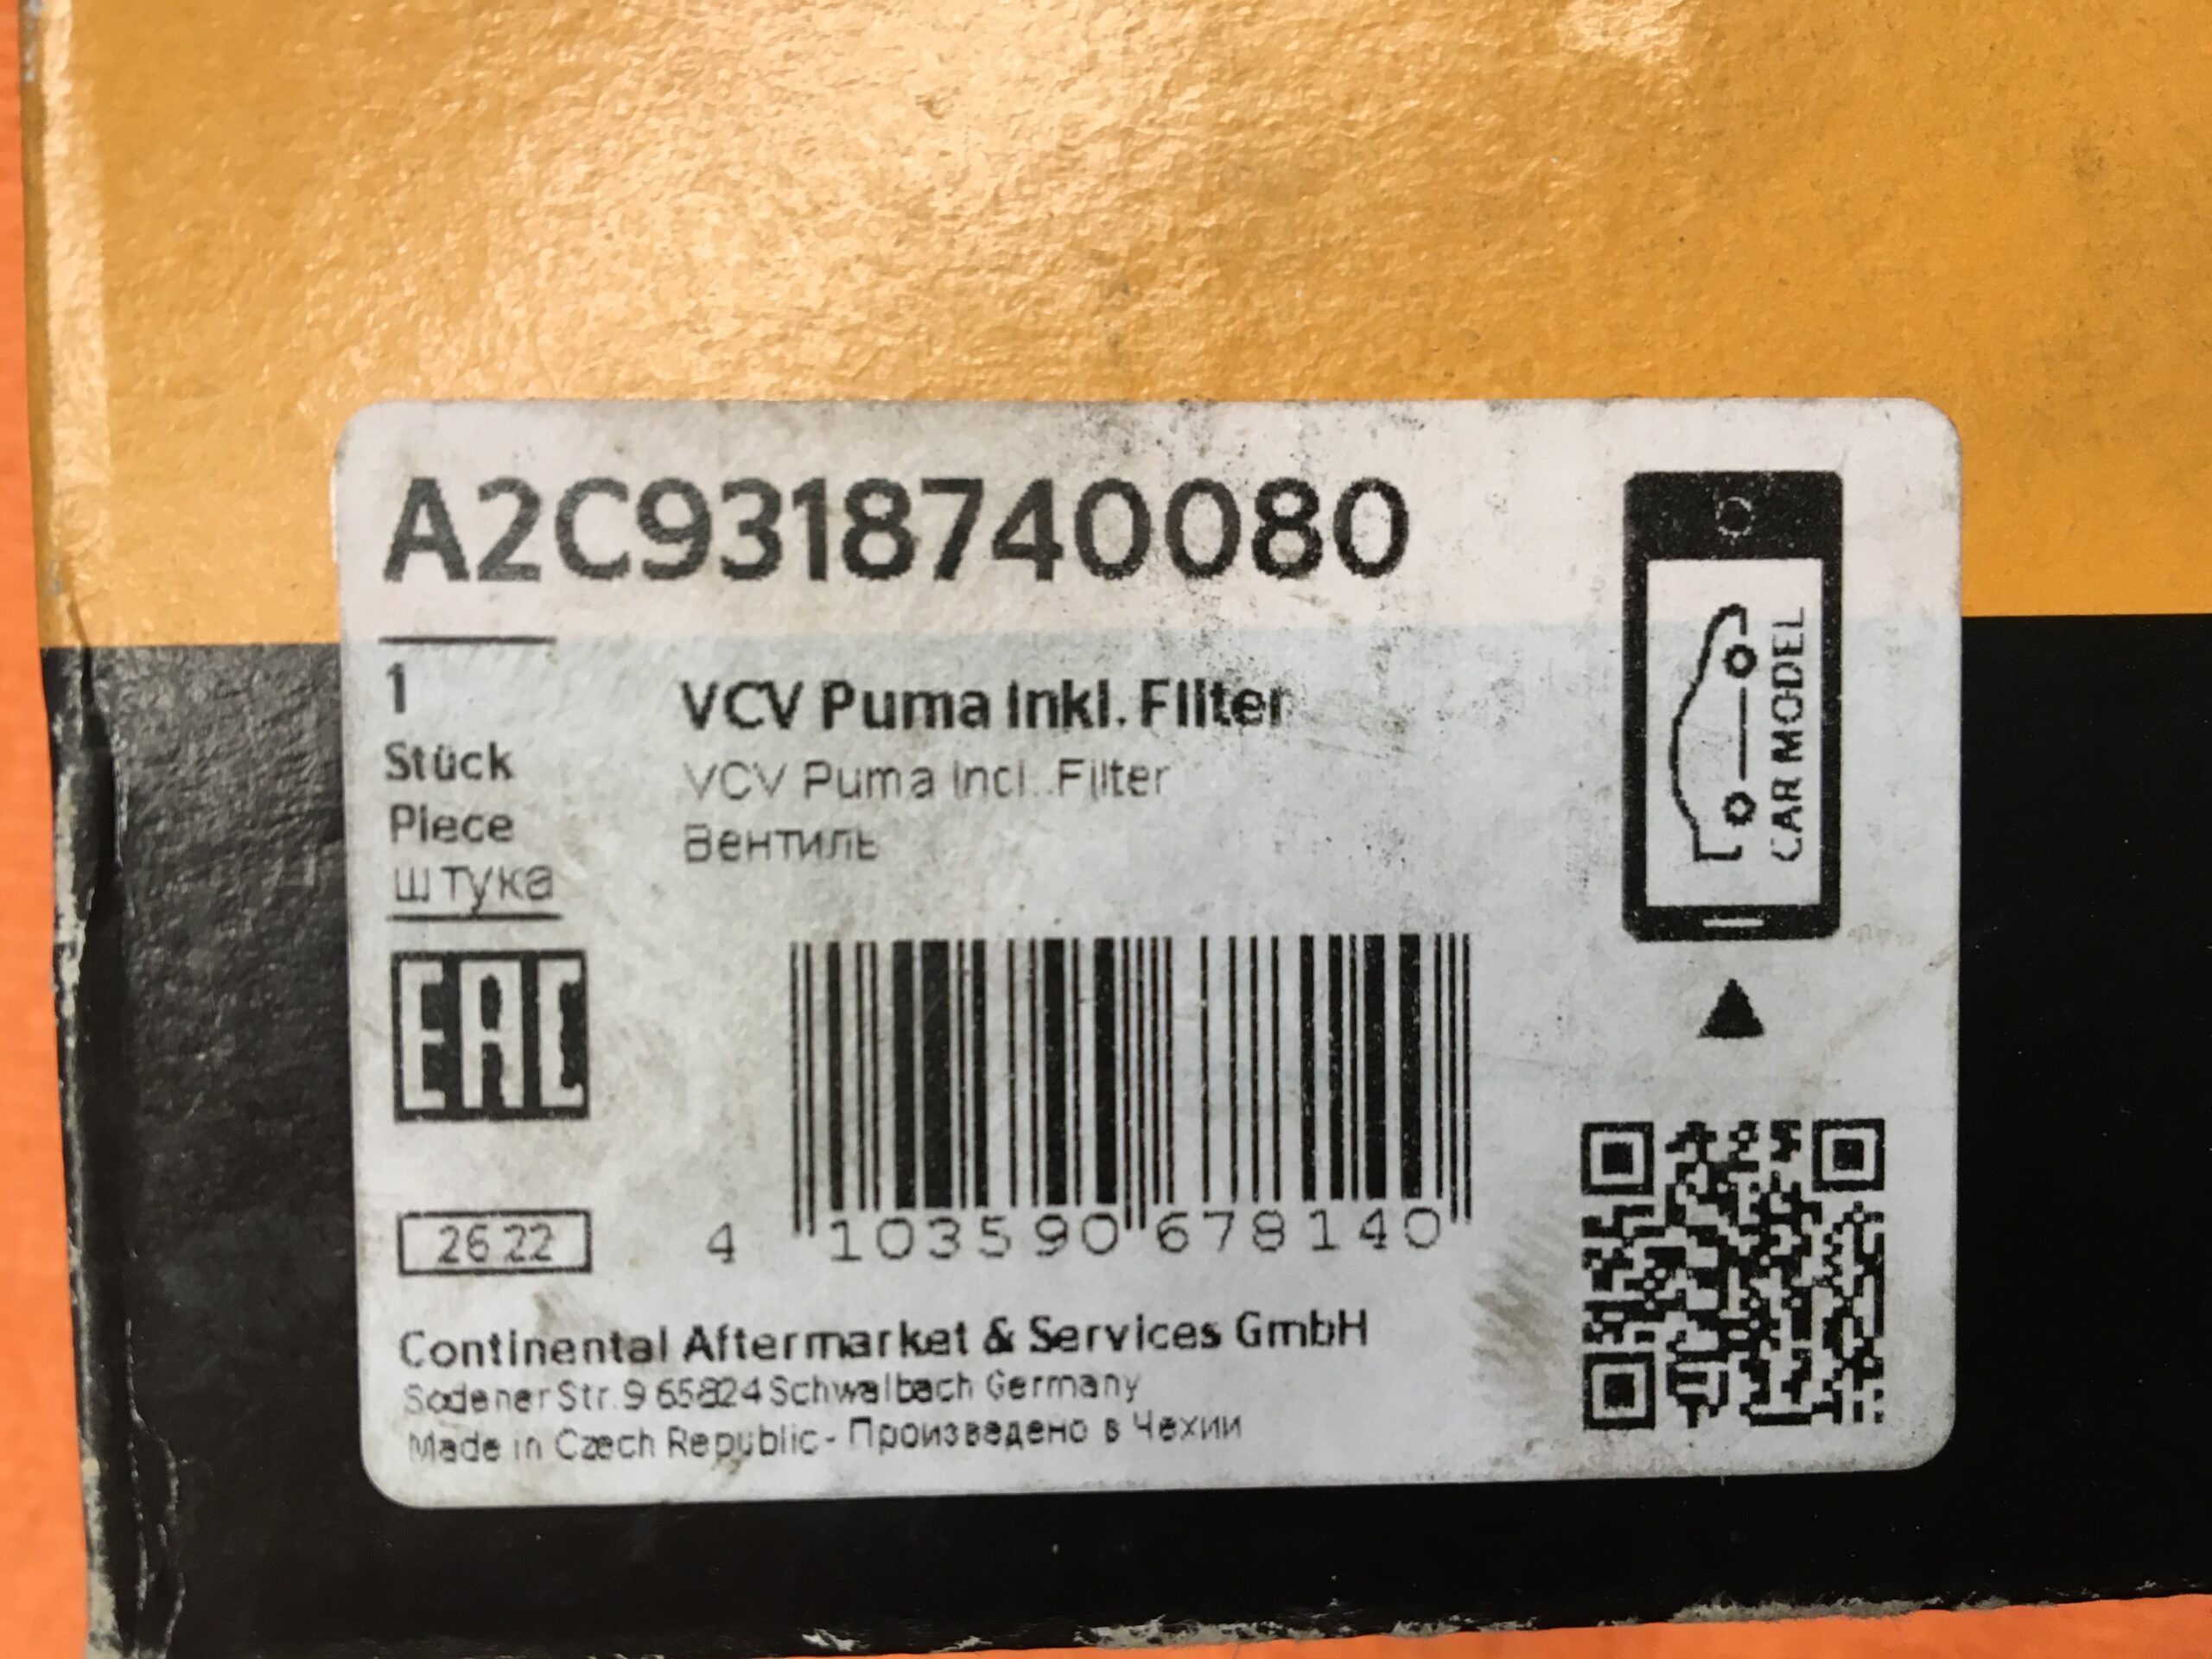 A2C9318740080
1
Stück
Piece
штука
VCV Puma inkl. Filter
VCV Puma incl. Filter
Вентиль
CAR MODEL
EAC
26 22
4 103590 678140
Continental Aftermarket & Services GmbH
Sodener Str. 9 65824 Schwalbach Germany
Made in Czech Republic - Произведено в Чехии